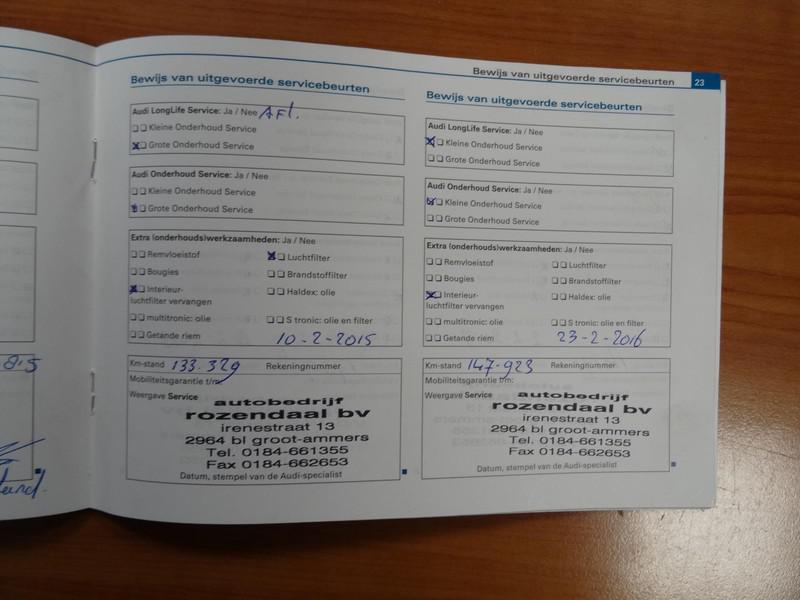 Bewijs van uitgevoerde servicebeurten 23
Bewijs van uitgevoerde servicebeurten
Audi LongLife Service: Ja / Nee Afl.
Kleine Onderhoud Service
Grote Onderhoud Service
Audi Onderhoud Service: Ja / Nee
Kleine Onderhoud Service
Grote Onderhoud Service
Extra (onderhouds)werkzaamheden: Ja / Nee
Remvloeistof
Luchtfilter
Bougies
Brandstoffilter
Interieur-
luchtfilter vervangen
Haldex: olie
multitronic: olie
S tronic: olie en filter
Getande riem
10-2-2015
Km-stand 133.329 Rekeningnummer
Mobiliteitsgarantie t/m:
Weergave Service
autobedrijf
rozendaal bv
irenestraat 13
2964 bl groot-ammers
Tel. 0184-661355
Fax 0184-662653
Datum, stempel van de Audi-specialist
Bewijs van uitgevoerde servicebeurten
Audi LongLife Service: Ja / Nee
Kleine Onderhoud Service
Grote Onderhoud Service
Audi Onderhoud Service: Ja / Nee
Kleine Onderhoud Service
Grote Onderhoud Service
Extra (onderhouds)werkzaamheden: Ja / Nee
Remvloeistof
Luchtfilter
Bougies
Brandstoffilter
Interieur-
luchtfilter vervangen
Haldex: olie
multitronic: olie
S tronic: olie en filter
Getande riem
23-2-2016
Km-stand 147-923 Rekeningnummer
Mobiliteitsgarantie t/m:
Weergave Service
autobedrijf
rozendaal bv
irenestraat 13
2964 bl groot-ammers
Tel. 0184-661355
Fax 0184-662653
Datum, stempel van de Audi-specialist